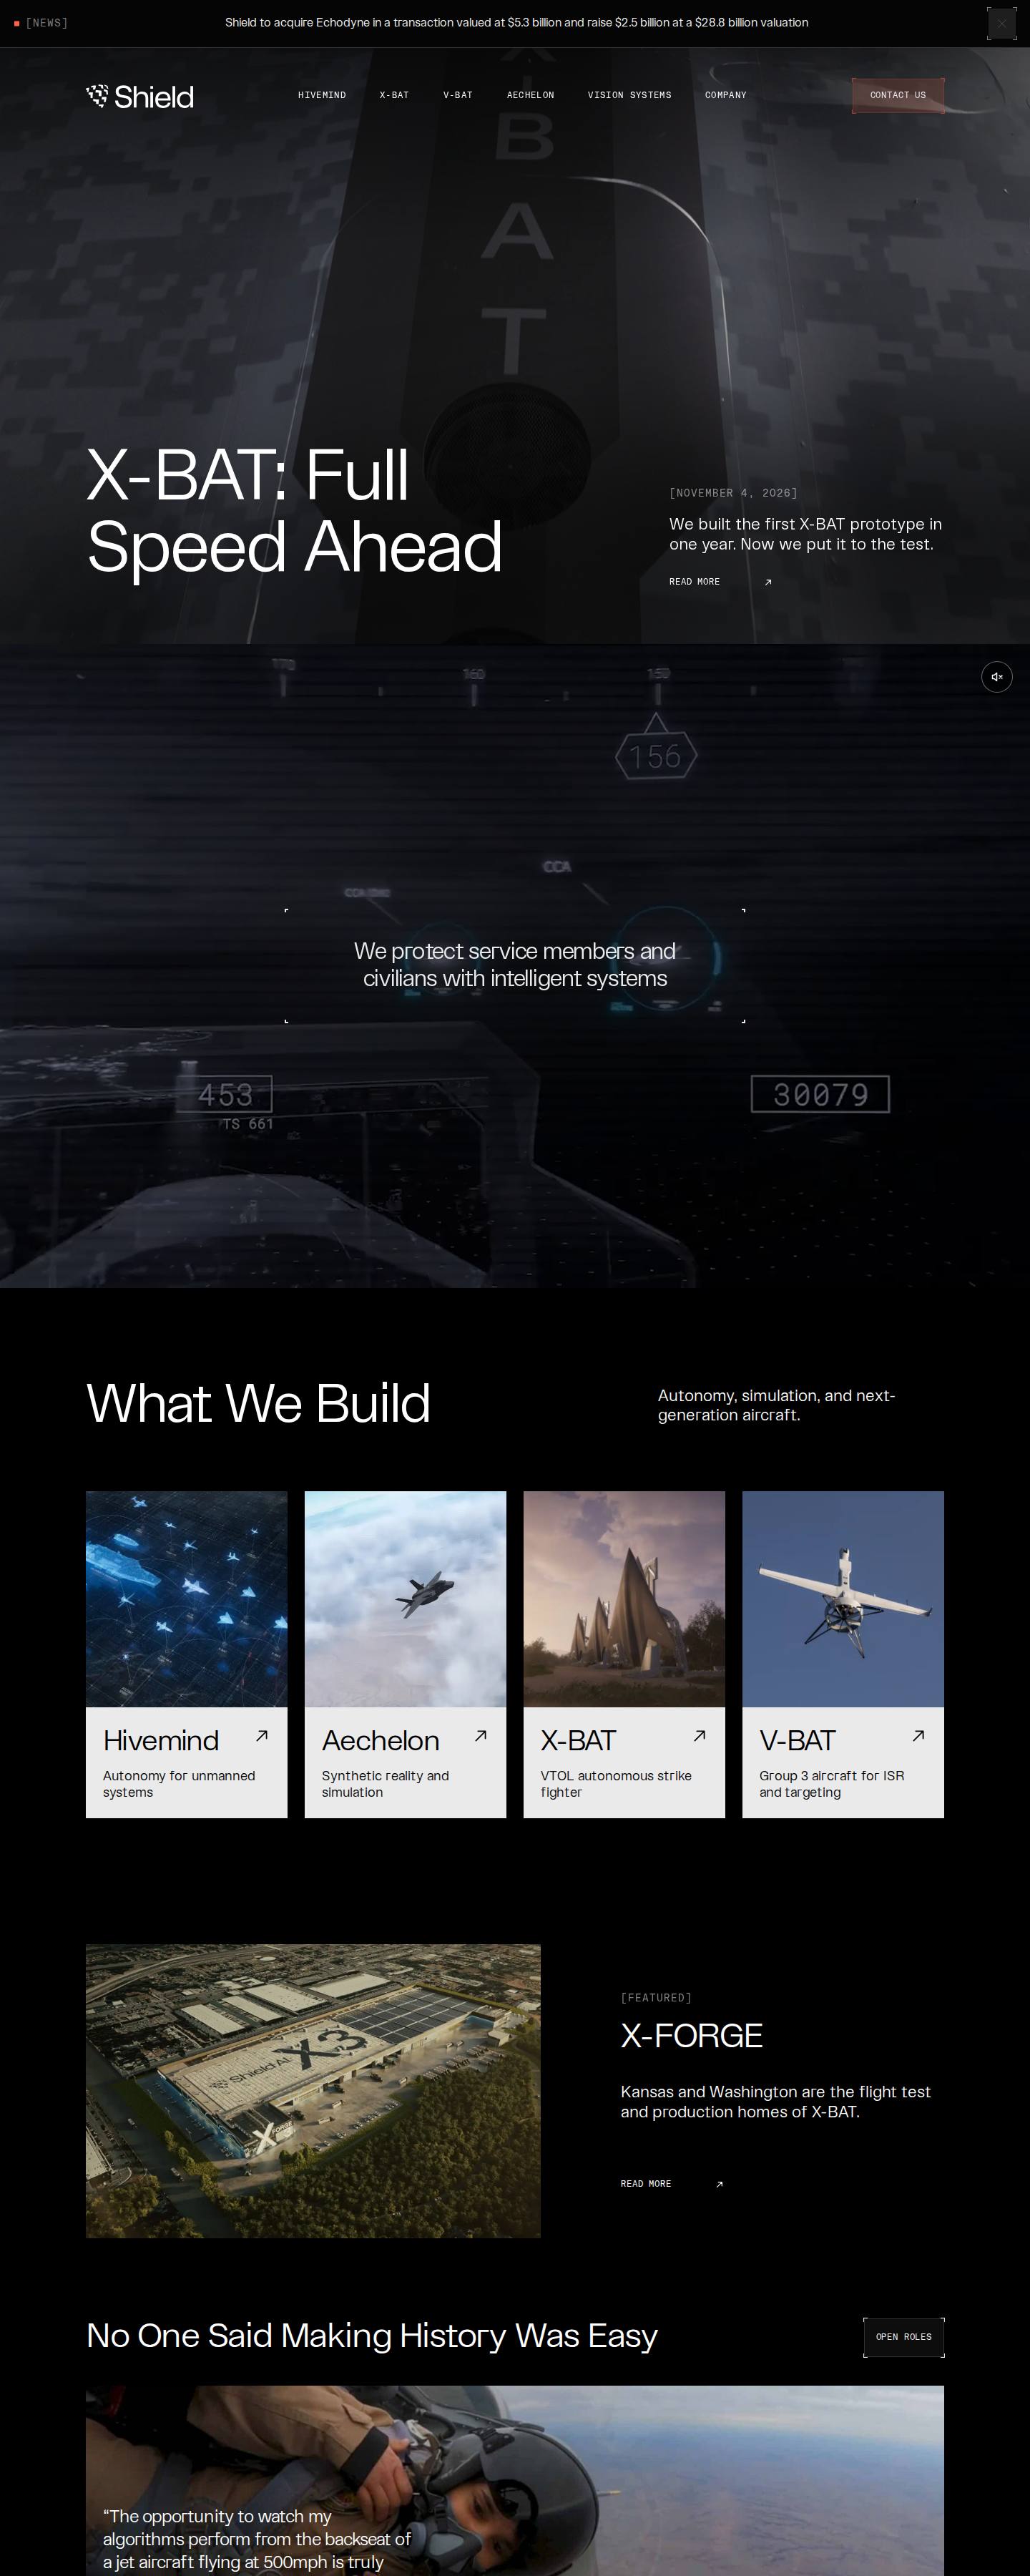 [NEWS]
Shield to acquire Echodyne in a transaction valued at $5.3 billion and raise $2.5 billion at a $28.8 billion valuation
Shield
HIVEMIND
X-BAT
V-BAT
AECHELON
VISION SYSTEMS
COMPANY
CONTACT US
X
B
A
T
X-BAT: Full
Speed Ahead
[NOVEMBER 4, 2026]
We built the first X-BAT prototype in
one year. Now we put it to the test.
READ MORE
156
CCA
We protect service members and
civilians with intelligent systems
453
TS 661
30079
What We Build
Autonomy, simulation, and next-
generation aircraft.
Hivemind
Autonomy for unmanned
systems
Aechelon
Synthetic reality and
simulation
X-BAT
VTOL autonomous strike
fighter
V-BAT
Group 3 aircraft for ISR
and targeting
X3
Shield AI
X
[FEATURED]
X-FORGE
Kansas and Washington are the flight test
and production homes of X-BAT.
READ MORE
No One Said Making History Was Easy
OPEN ROLES
“The opportunity to watch my
algorithms perform from the backseat of
a jet aircraft flying at 500mph is truly